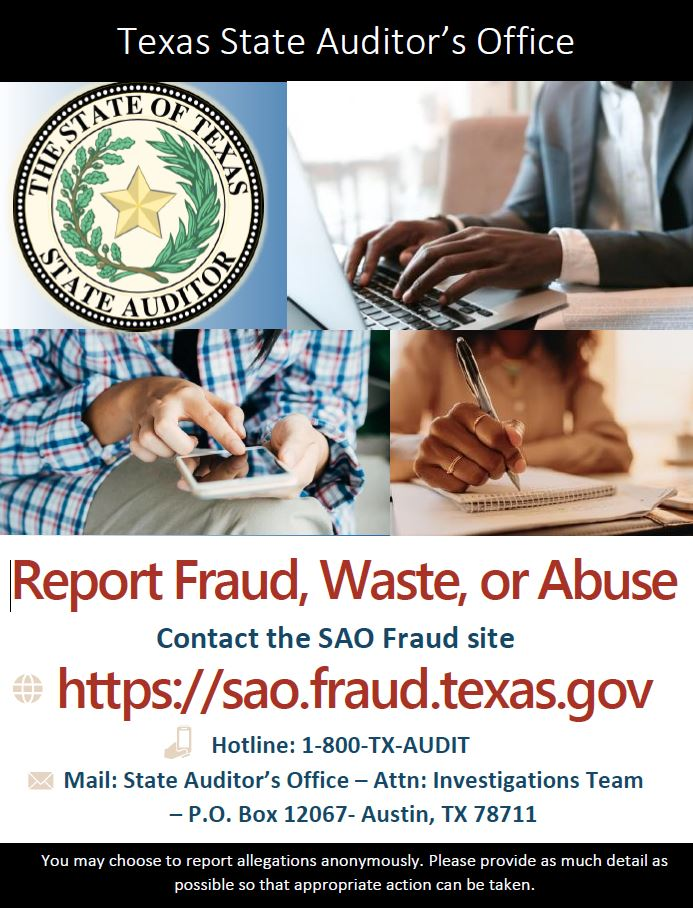 Texas State Auditor’s Office
THE STATE OF TEXAS
STATE AUDITOR
Report Fraud, Waste, or Abuse
Contact the SAO Fraud site
https://sao.fraud.texas.gov
Hotline: 1-800-TX-AUDIT
Mail: State Auditor’s Office – Attn: Investigations Team
– P.O. Box 12067- Austin, TX 78711
You may choose to report allegations anonymously. Please provide as much detail as
possible so that appropriate action can be taken.